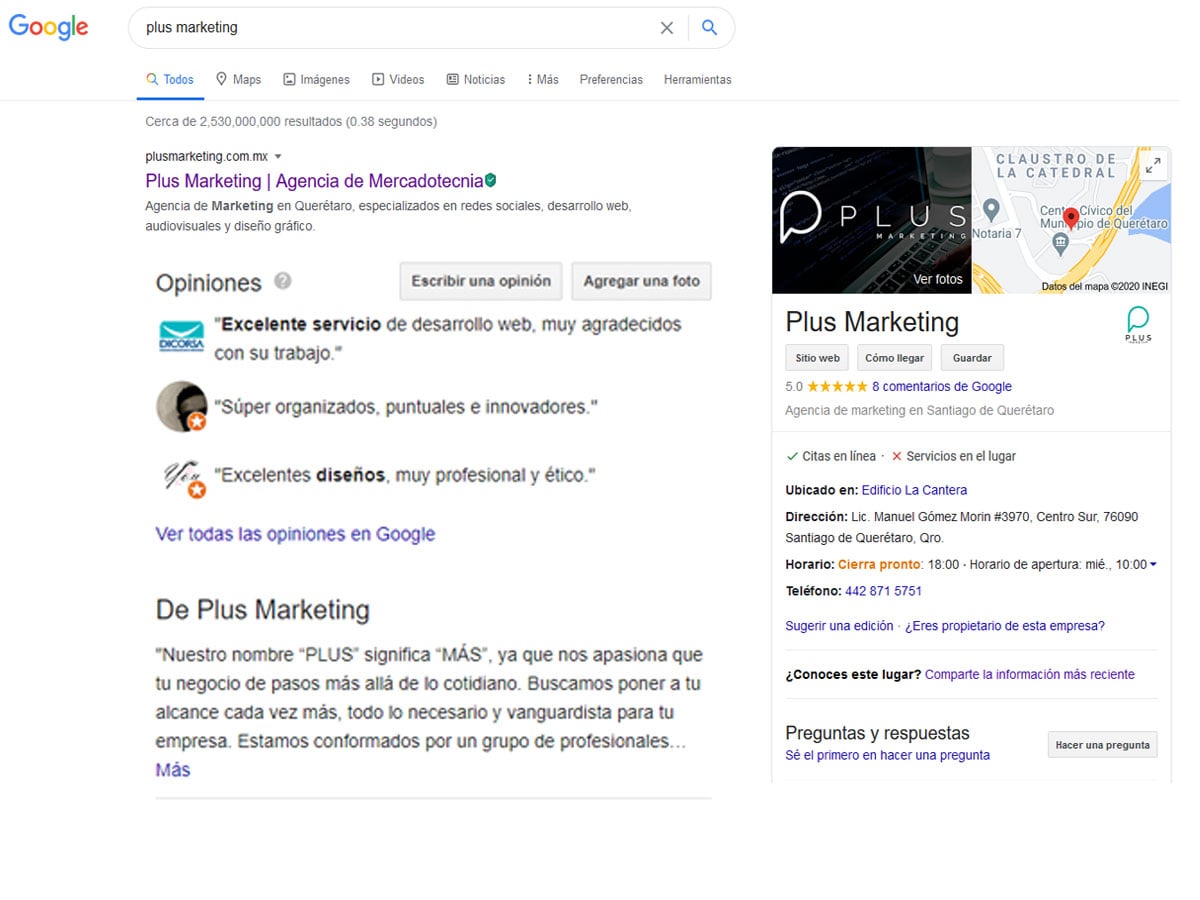 Google
plus marketing
Todos Maps Imágenes Videos Noticias Más Preferencias Herramientas
Cerca de 2,530,000,000 resultados (0.38 segundos)
plusmarketing.com.mx
Plus Marketing | Agencia de Mercadotecnia
Agencia de Marketing en Querétaro, especializados en redes sociales, desarrollo web,
audiovisuales y diseño gráfico.
Opiniones ?
Escribir una opinión
Agregar una foto
DICORSA
"Excelente servicio de desarrollo web, muy agradecidos
con su trabajo."
"Súper organizados, puntuales e innovadores."
You
"Excelentes diseños, muy profesional y ético."
Ver todas las opiniones en Google
De Plus Marketing
"Nuestro nombre “PLUS” significa “MÁS”, ya que nos apasiona que
tu negocio de pasos más allá de lo cotidiano. Buscamos poner a tu
alcance cada vez más, todo lo necesario y vanguardista para tu
empresa. Estamos conformados por un grupo de profesionales...
Más
PLUS
MARKETING
Ver fotos
CLAUSTRO DE
LA CATEDRAL
Notaria 7
Cívico del
Querétaro
Datos del mapa ©2020 INEGI
Plus Marketing
PLUS
Sitio web
Cómo llegar
Guardar
5.0 8 comentarios de Google
Agencia de marketing en Santiago de Querétaro
Citas en línea · Servicios en el lugar
Ubicado en: Edificio La Cantera
Dirección: Lic. Manuel Gómez Morin #3970, Centro Sur, 76090
Santiago de Querétaro, Qro.
Horario: Cierra pronto: 18:00 · Horario de apertura: mié., 10:00
Teléfono: 442 871 5751
Sugerir una edición · ¿Eres propietario de esta empresa?
¿Conoces este lugar? Comparte la información más reciente
Preguntas y respuestas
Sé el primero en hacer una pregunta
Hacer una pregunta